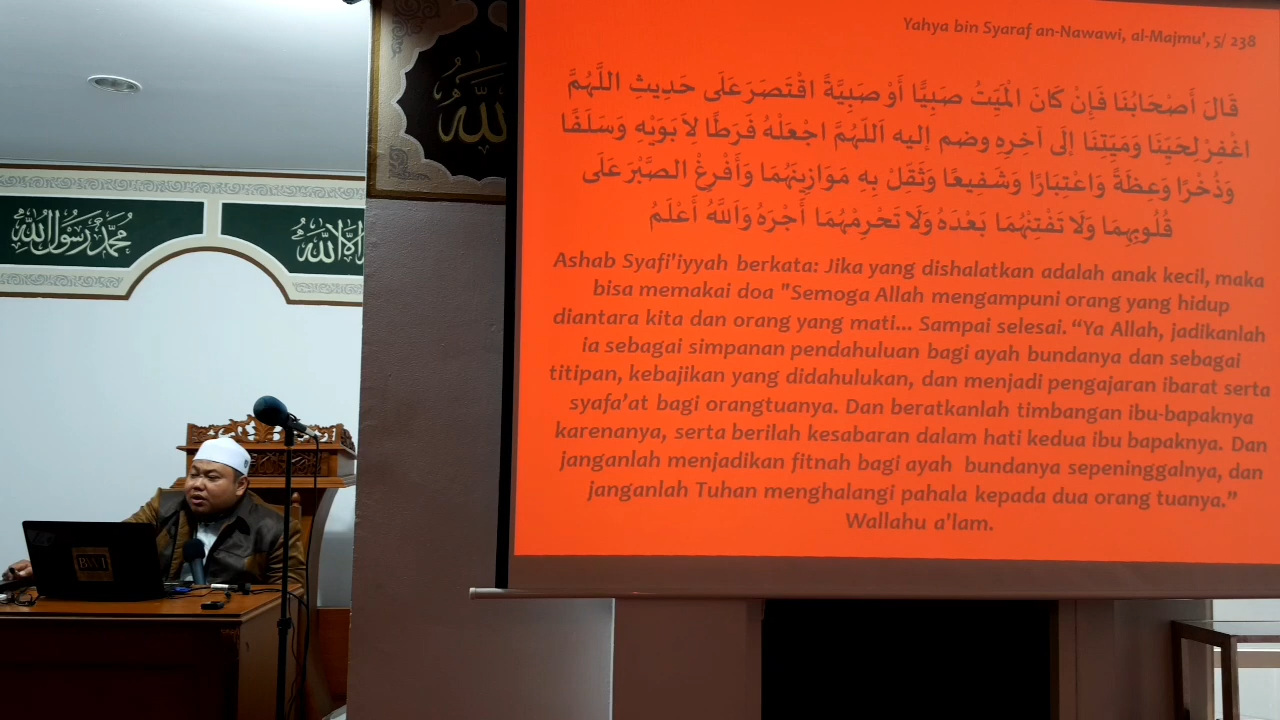 Yahya bin Syaraf an-Nawawi, al-Majmu', 5/ 238
قَالَ أَصْحَابُنَا فَإِنْ كَانَ الْمَيِّتُ صَبِيًّا أَوْ صَبِيَّةً اقْتَصَرَ عَلَى حَدِيثِ اللَّهُمَّ
اغْفِرْ لِحَيِّنَا وَمَيِّتِنَا إلَى آخِرِهِ وضم إليه اَللَّهُمَّ اجْعَلْهُ فَرَطًا لِأَبَوَيْهِ وَسَلَفًا
وَذُخْرًا وَعِظَةً وَاعْتِبَارًا وَشَفِيعًا وَثَقِّلْ بِهِ مَوَازِينَهُمَا وَأَفْرِغْ الصَّبْرَ عَلَى
قُلُوبِهِمَا وَلَا تَفْتِنْهُمَا بَعْدَهُ وَلَا تَحْرِمْهُمَا أَجْرَهُ وَاَللَّهُ أَعْلَمُ
Ashab Syafi'iyyah berkata: Jika yang dishalatkan adalah anak kecil, maka
bisa memakai doa "Semoga Allah mengampuni orang yang hidup
diantara kita dan orang yang mati... Sampai selesai. “Ya Allah, jadikanlah
ia sebagai simpanan pendahuluan bagi ayah bundanya dan sebagai
titipan, kebajikan yang didahulukan, dan menjadi pengajaran ibarat serta
syafa’at bagi orangtuanya. Dan beratkanlah timbangan ibu-bapaknya
karenanya, serta berilah kesabaran dalam hati kedua ibu bapaknya. Dan
janganlah menjadikan fitnah bagi ayah bundanya sepeninggalnya, dan
janganlah Tuhan menghalangi pahala kepada dua orang tuanya.”
Wallahu a’lam.
الله
محمد رسول الله